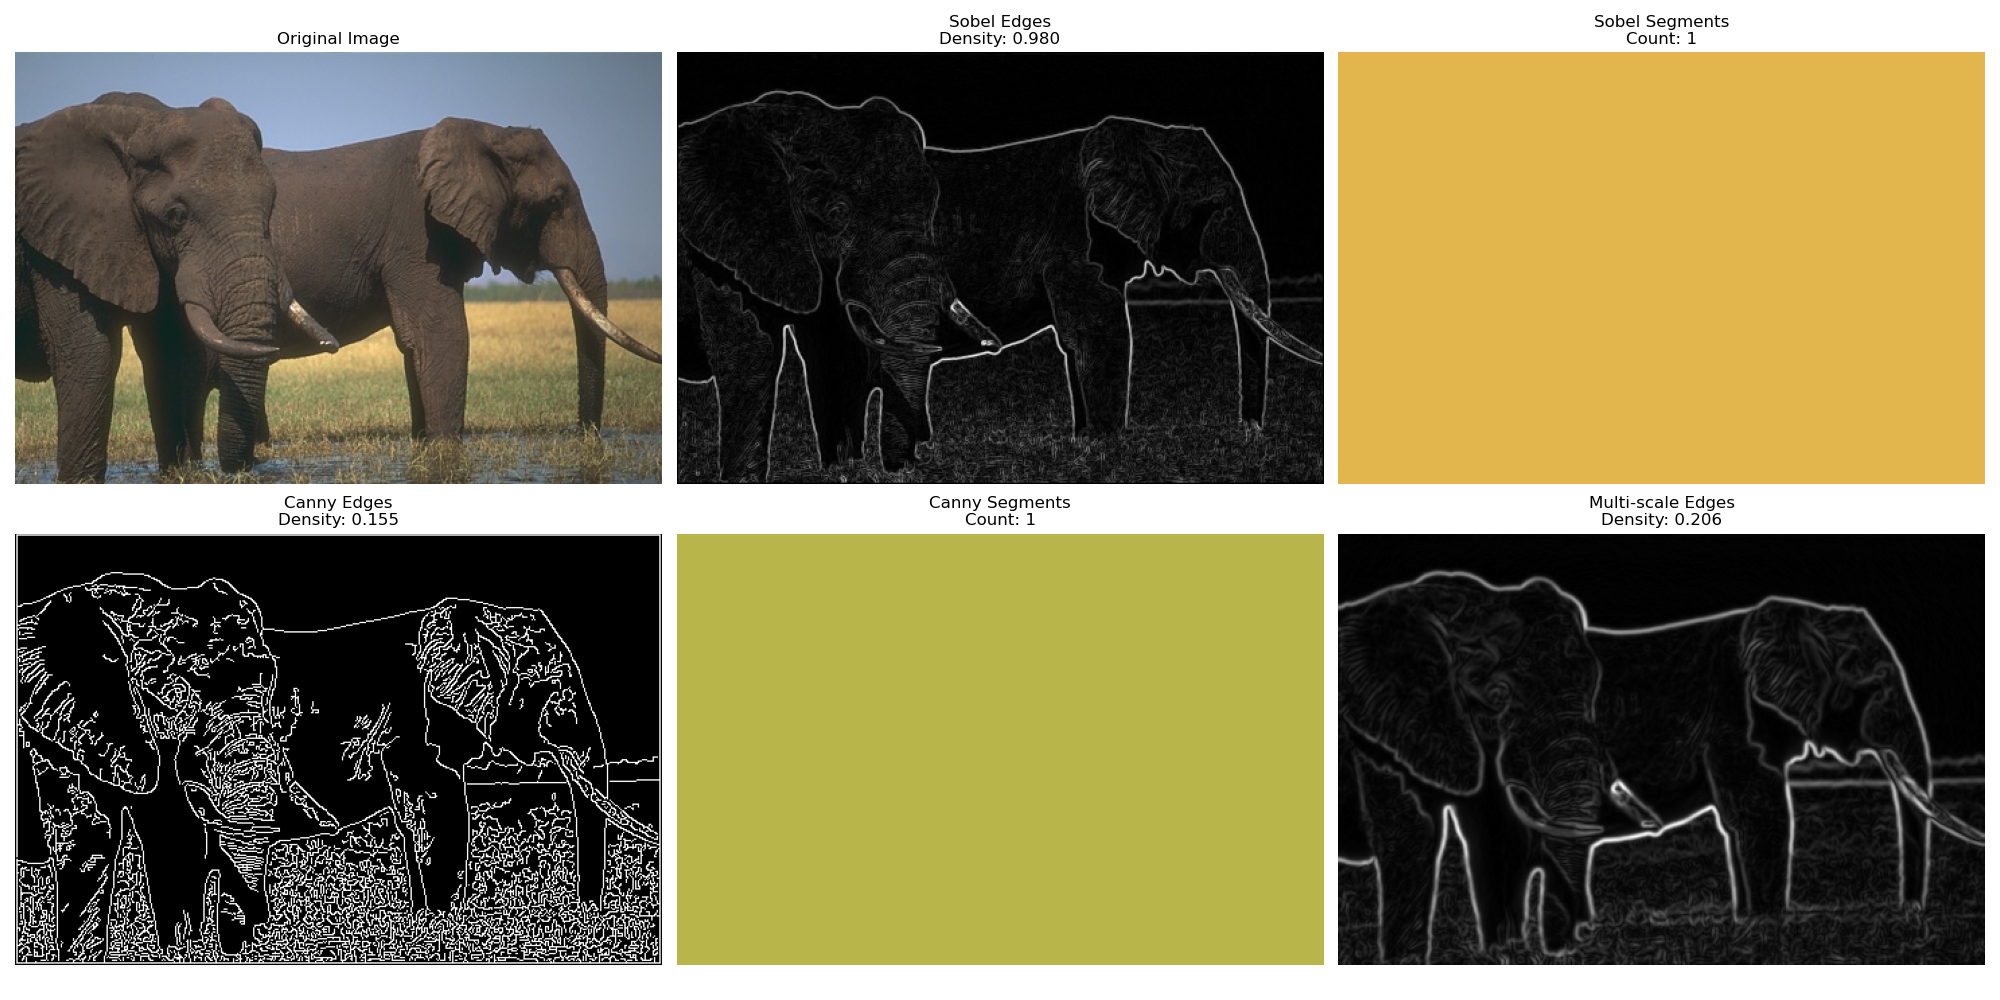 Original Image
Sobel Edges
Density: 0.980
Sobel Segments
Count: 1
Canny Edges
Density: 0.155
Canny Segments
Count: 1
Multi-scale Edges
Density: 0.206